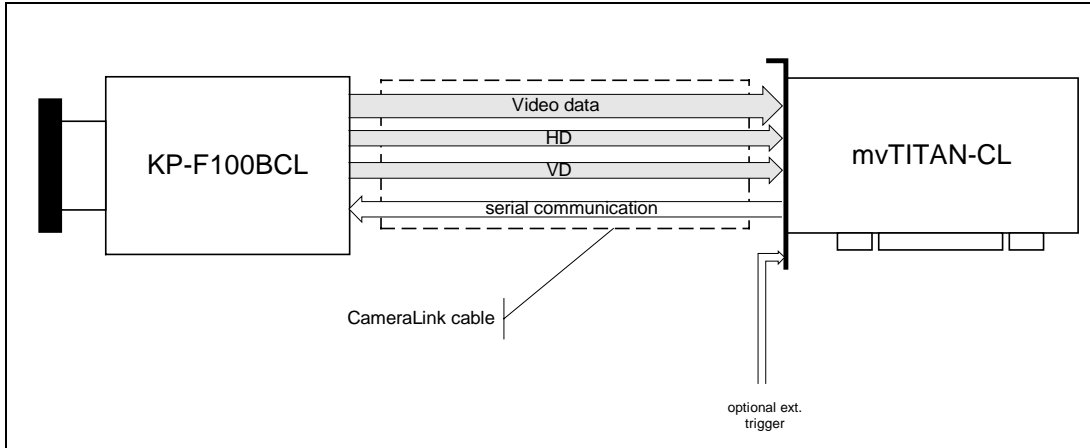 Video data
HD
KP-F100BCL
mvTITAN-CL
VD
serial communication
CameraLink cable
optional ext.
trigger